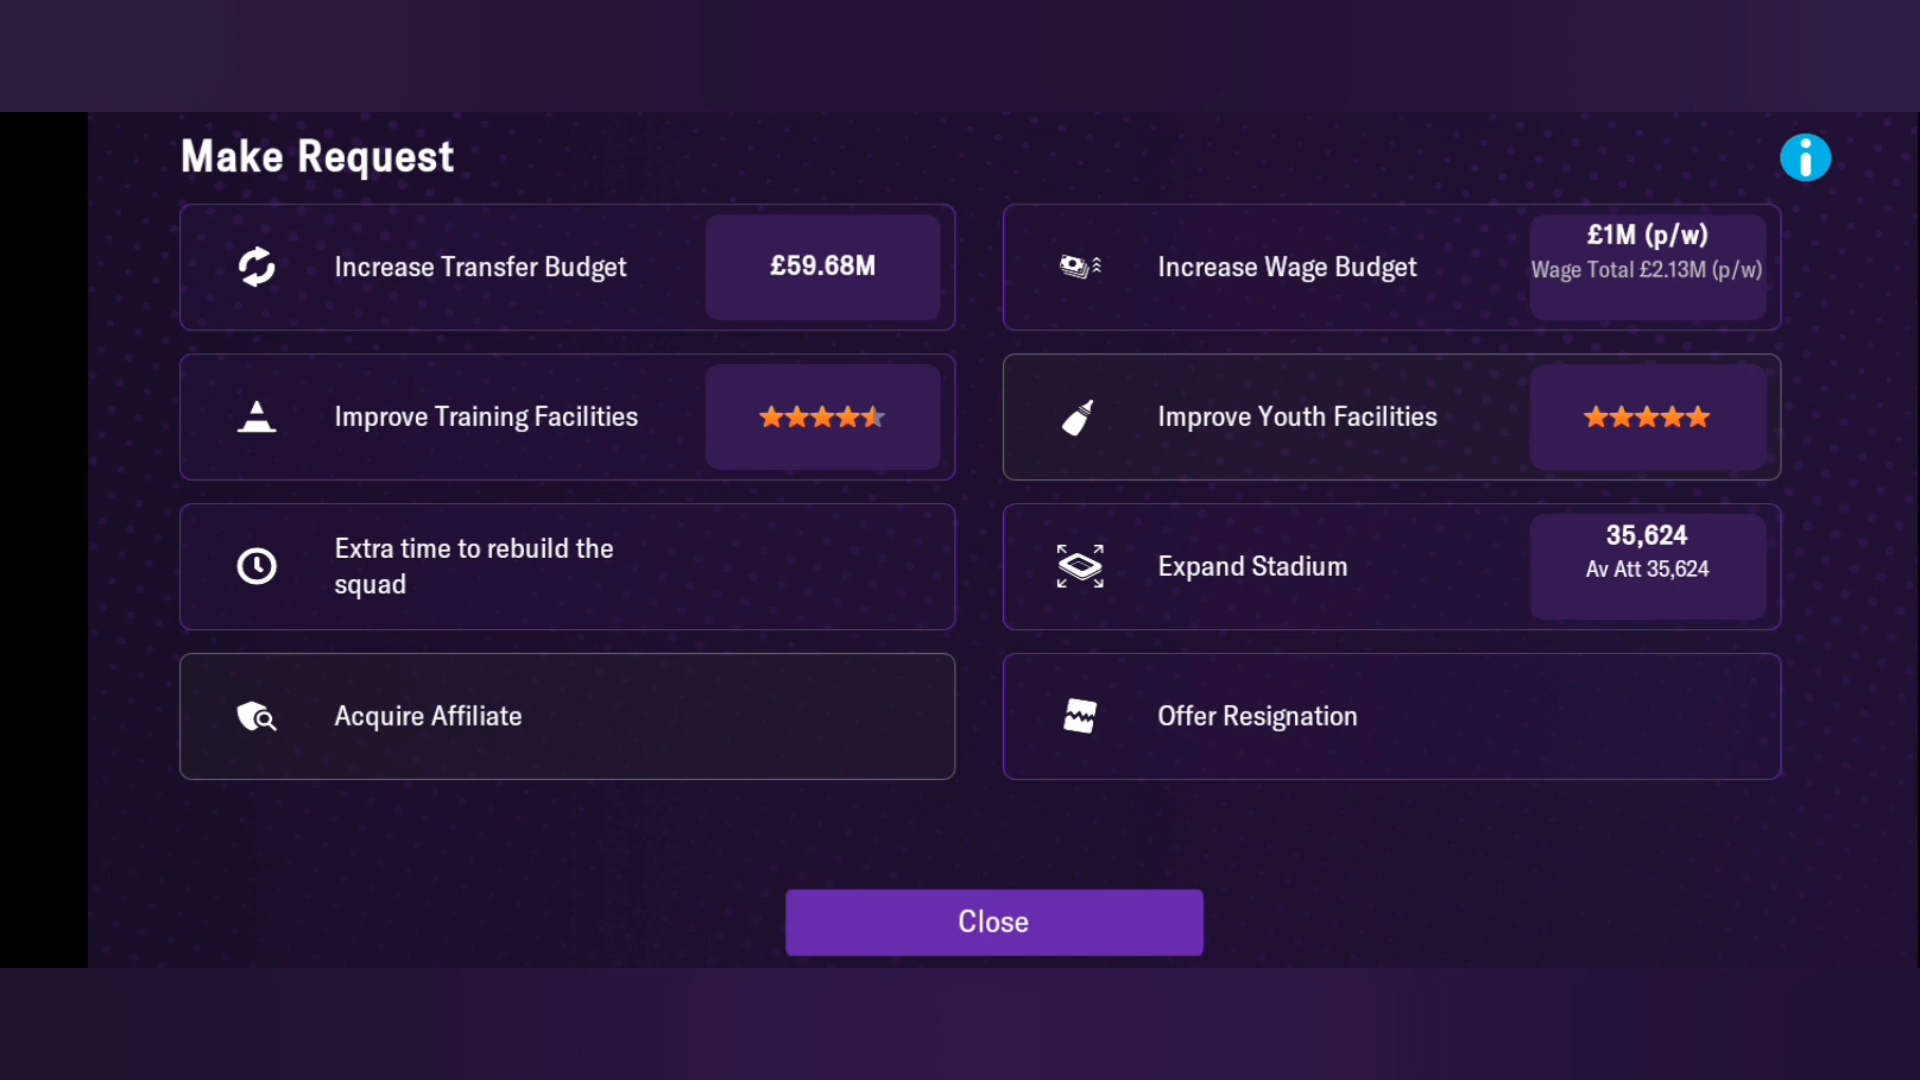 Make Request
Increase Transfer Budget
£59.68M
Increase Wage Budget
£1M (p/w)
Wage Total £2.13M (p/w)
Improve Training Facilities
Improve Youth Facilities
Extra time to rebuild the
squad
Expand Stadium
35,624
Av Att 35,624
Acquire Affiliate
Offer Resignation
Close